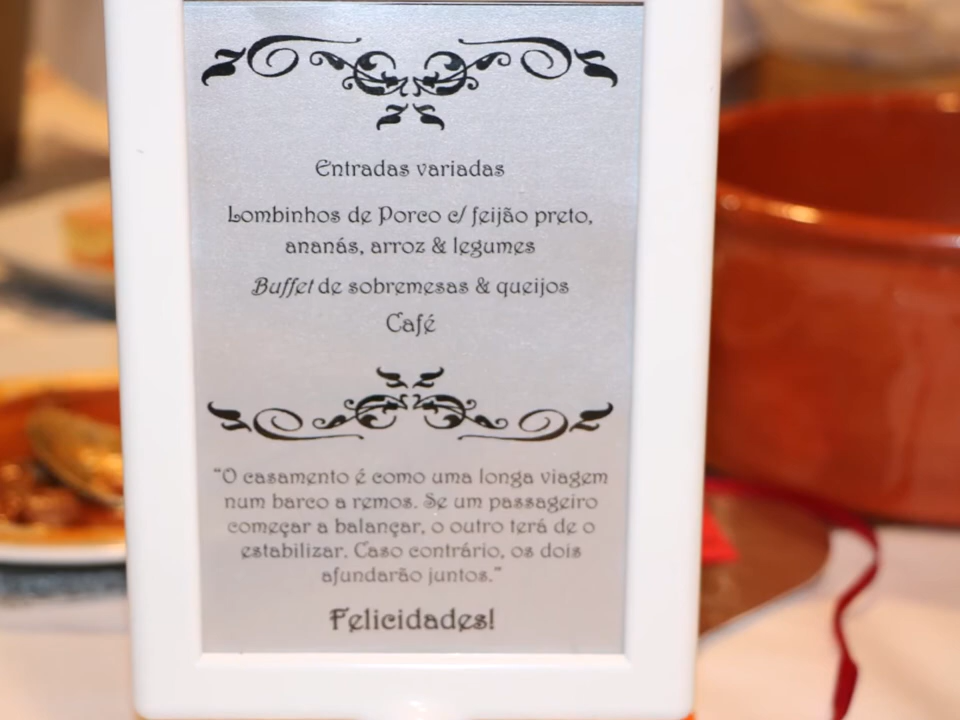 Entradas variadas
Lombinhos de Porco c/ feijão preto,
ananás, arroz & legumes
Buffet de sobremesas & queijos
Café
"O casamento é como uma longa viagem
num barco a remos. Se um passageiro
começar a balançar, o outro terá de o
estabilizar. Caso contrário, os dois
afundarão juntos."
Felicidades!